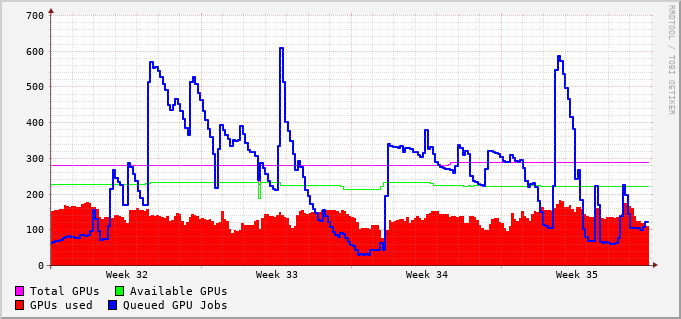 700
600
500
400
300
200
100
0
Week 32 Week 33 Week 34 Week 35
Total GPUs Available GPUs
GPUs used Queued GPU Jobs
RRDTOOL / TOBI OETIKER